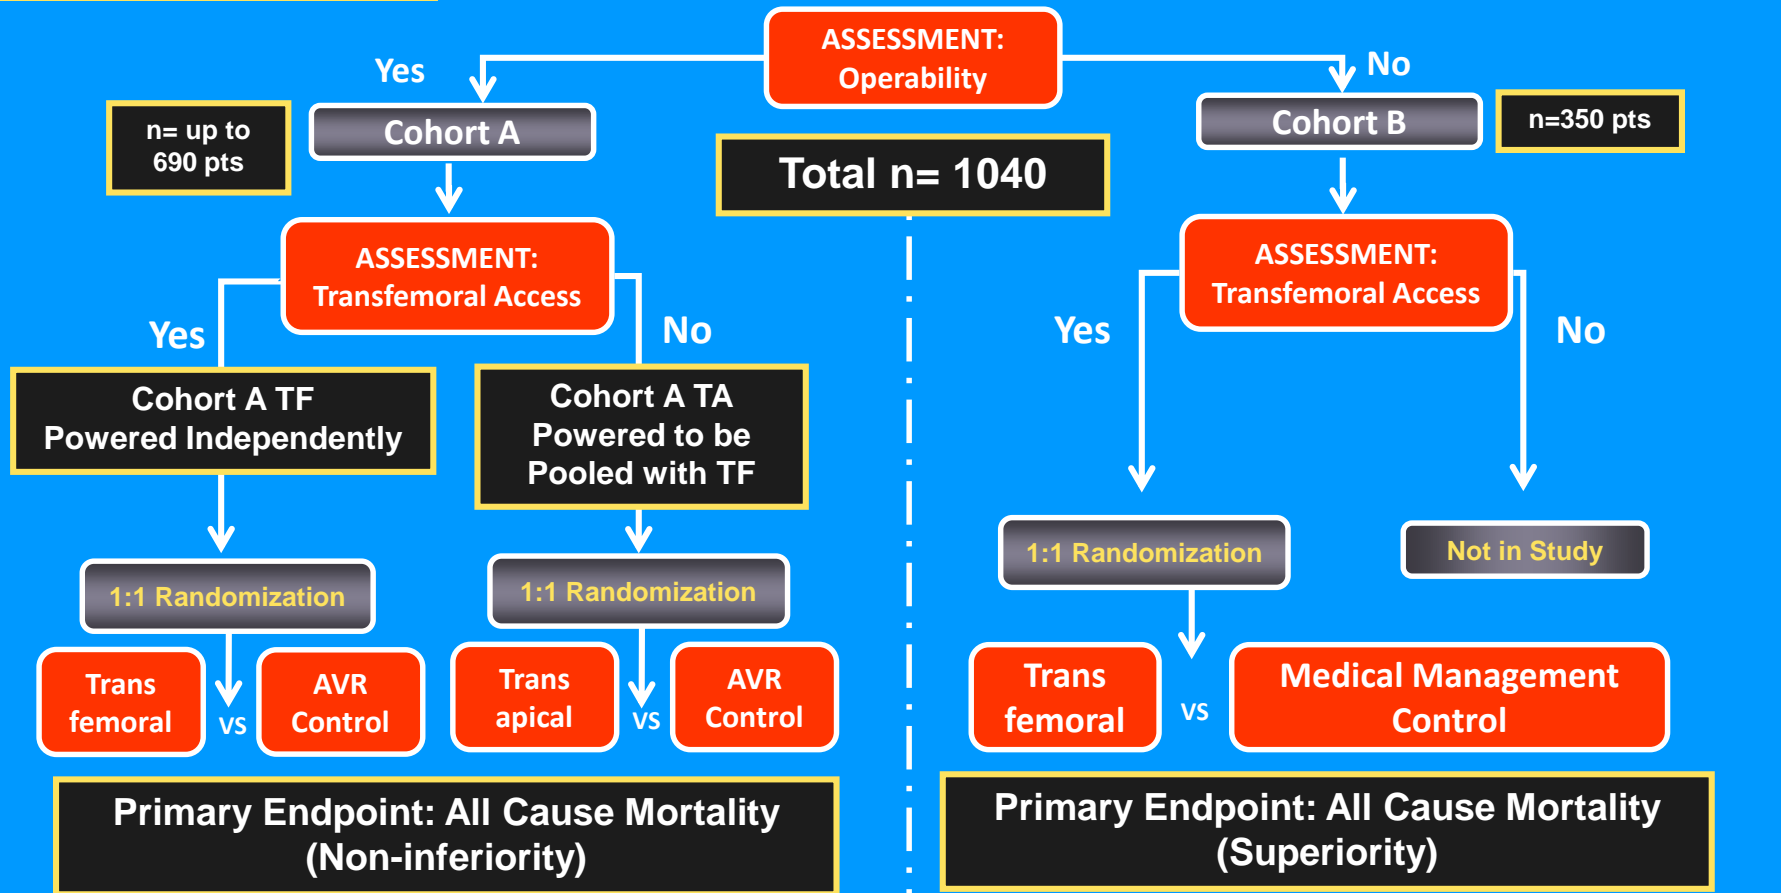 ASSESSMENT:
Operability
Yes
No
n= up to
690 pts
Cohort A
Cohort B
n=350 pts
Total n= 1040
ASSESSMENT:
Transfemoral Access
ASSESSMENT:
Transfemoral Access
Yes
No
Yes
No
Cohort A TF
Powered Independently
Cohort A TA
Powered to be
Pooled with TF
1:1 Randomization
1:1 Randomization
1:1 Randomization
Not in Study
Trans
femoral
VS
AVR
Control
Trans
apical
VS
AVR
Control
Trans
femoral
VS
Medical Management
Control
Primary Endpoint: All Cause Mortality
(Non-inferiority)
Primary Endpoint: All Cause Mortality
(Superiority)